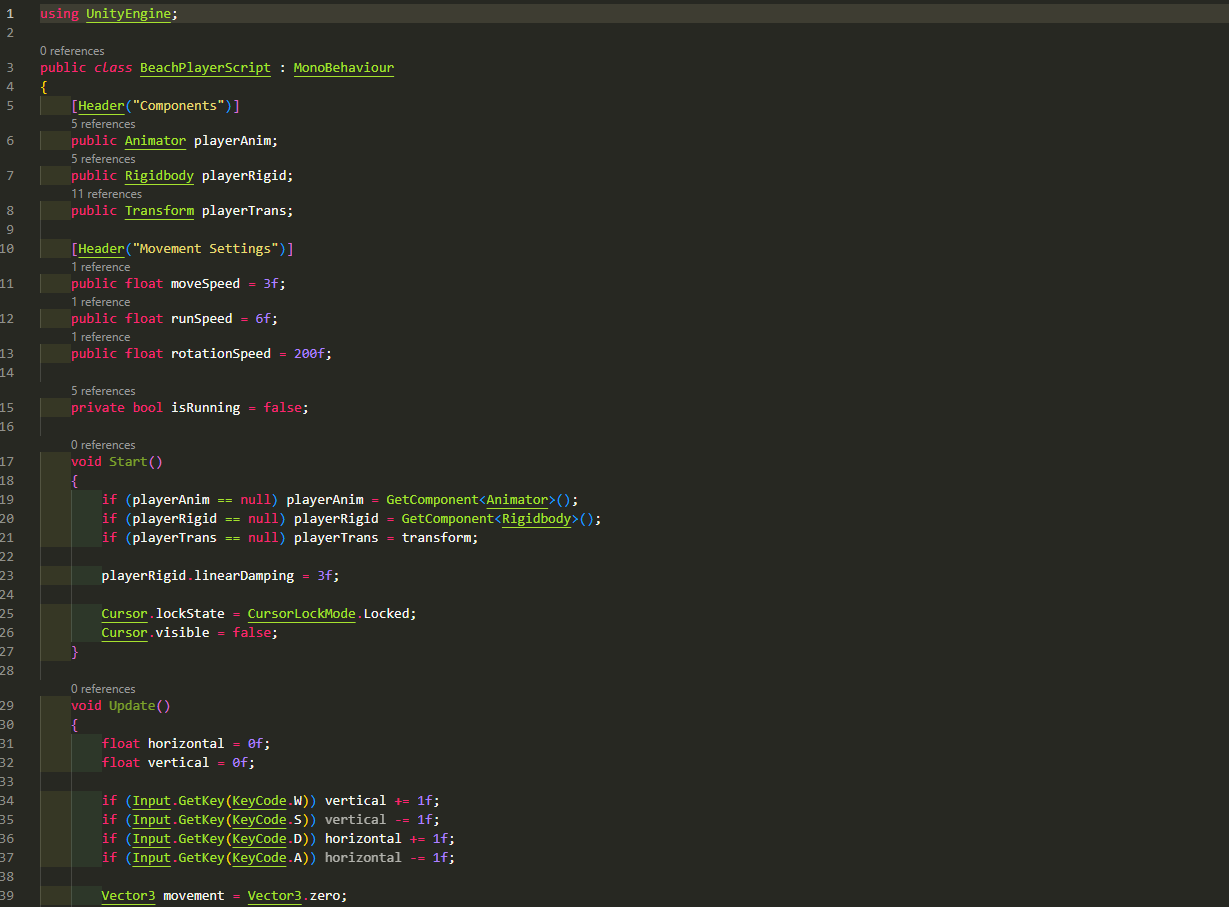 1 using UnityEngine;
2
0 references
3 public class BeachPlayerScript : MonoBehaviour
4 {
5 [Header("Components")]
5 references
6 public Animator playerAnim;
5 references
7 public Rigidbody playerRigid;
11 references
8 public Transform playerTrans;
9
10 [Header("Movement Settings")]
1 reference
11 public float moveSpeed = 3f;
1 reference
12 public float runSpeed = 6f;
1 reference
13 public float rotationSpeed = 200f;
14
5 references
15 private bool isRunning = false;
16
0 references
17 void Start()
18 {
19 if (playerAnim == null) playerAnim = GetComponent<Animator>();
20 if (playerRigid == null) playerRigid = GetComponent<Rigidbody>();
21 if (playerTrans == null) playerTrans = transform;
22
23 playerRigid.linearDamping = 3f;
24
25 Cursor.lockState = CursorLockMode.Locked;
26 Cursor.visible = false;
27 }
28
0 references
29 void Update()
30 {
31 float horizontal = 0f;
32 float vertical = 0f;
33
34 if (Input.GetKey(KeyCode.W)) vertical += 1f;
35 if (Input.GetKey(KeyCode.S)) vertical -= 1f;
36 if (Input.GetKey(KeyCode.D)) horizontal += 1f;
37 if (Input.GetKey(KeyCode.A)) horizontal -= 1f;
38
39 Vector3 movement = Vector3.zero;